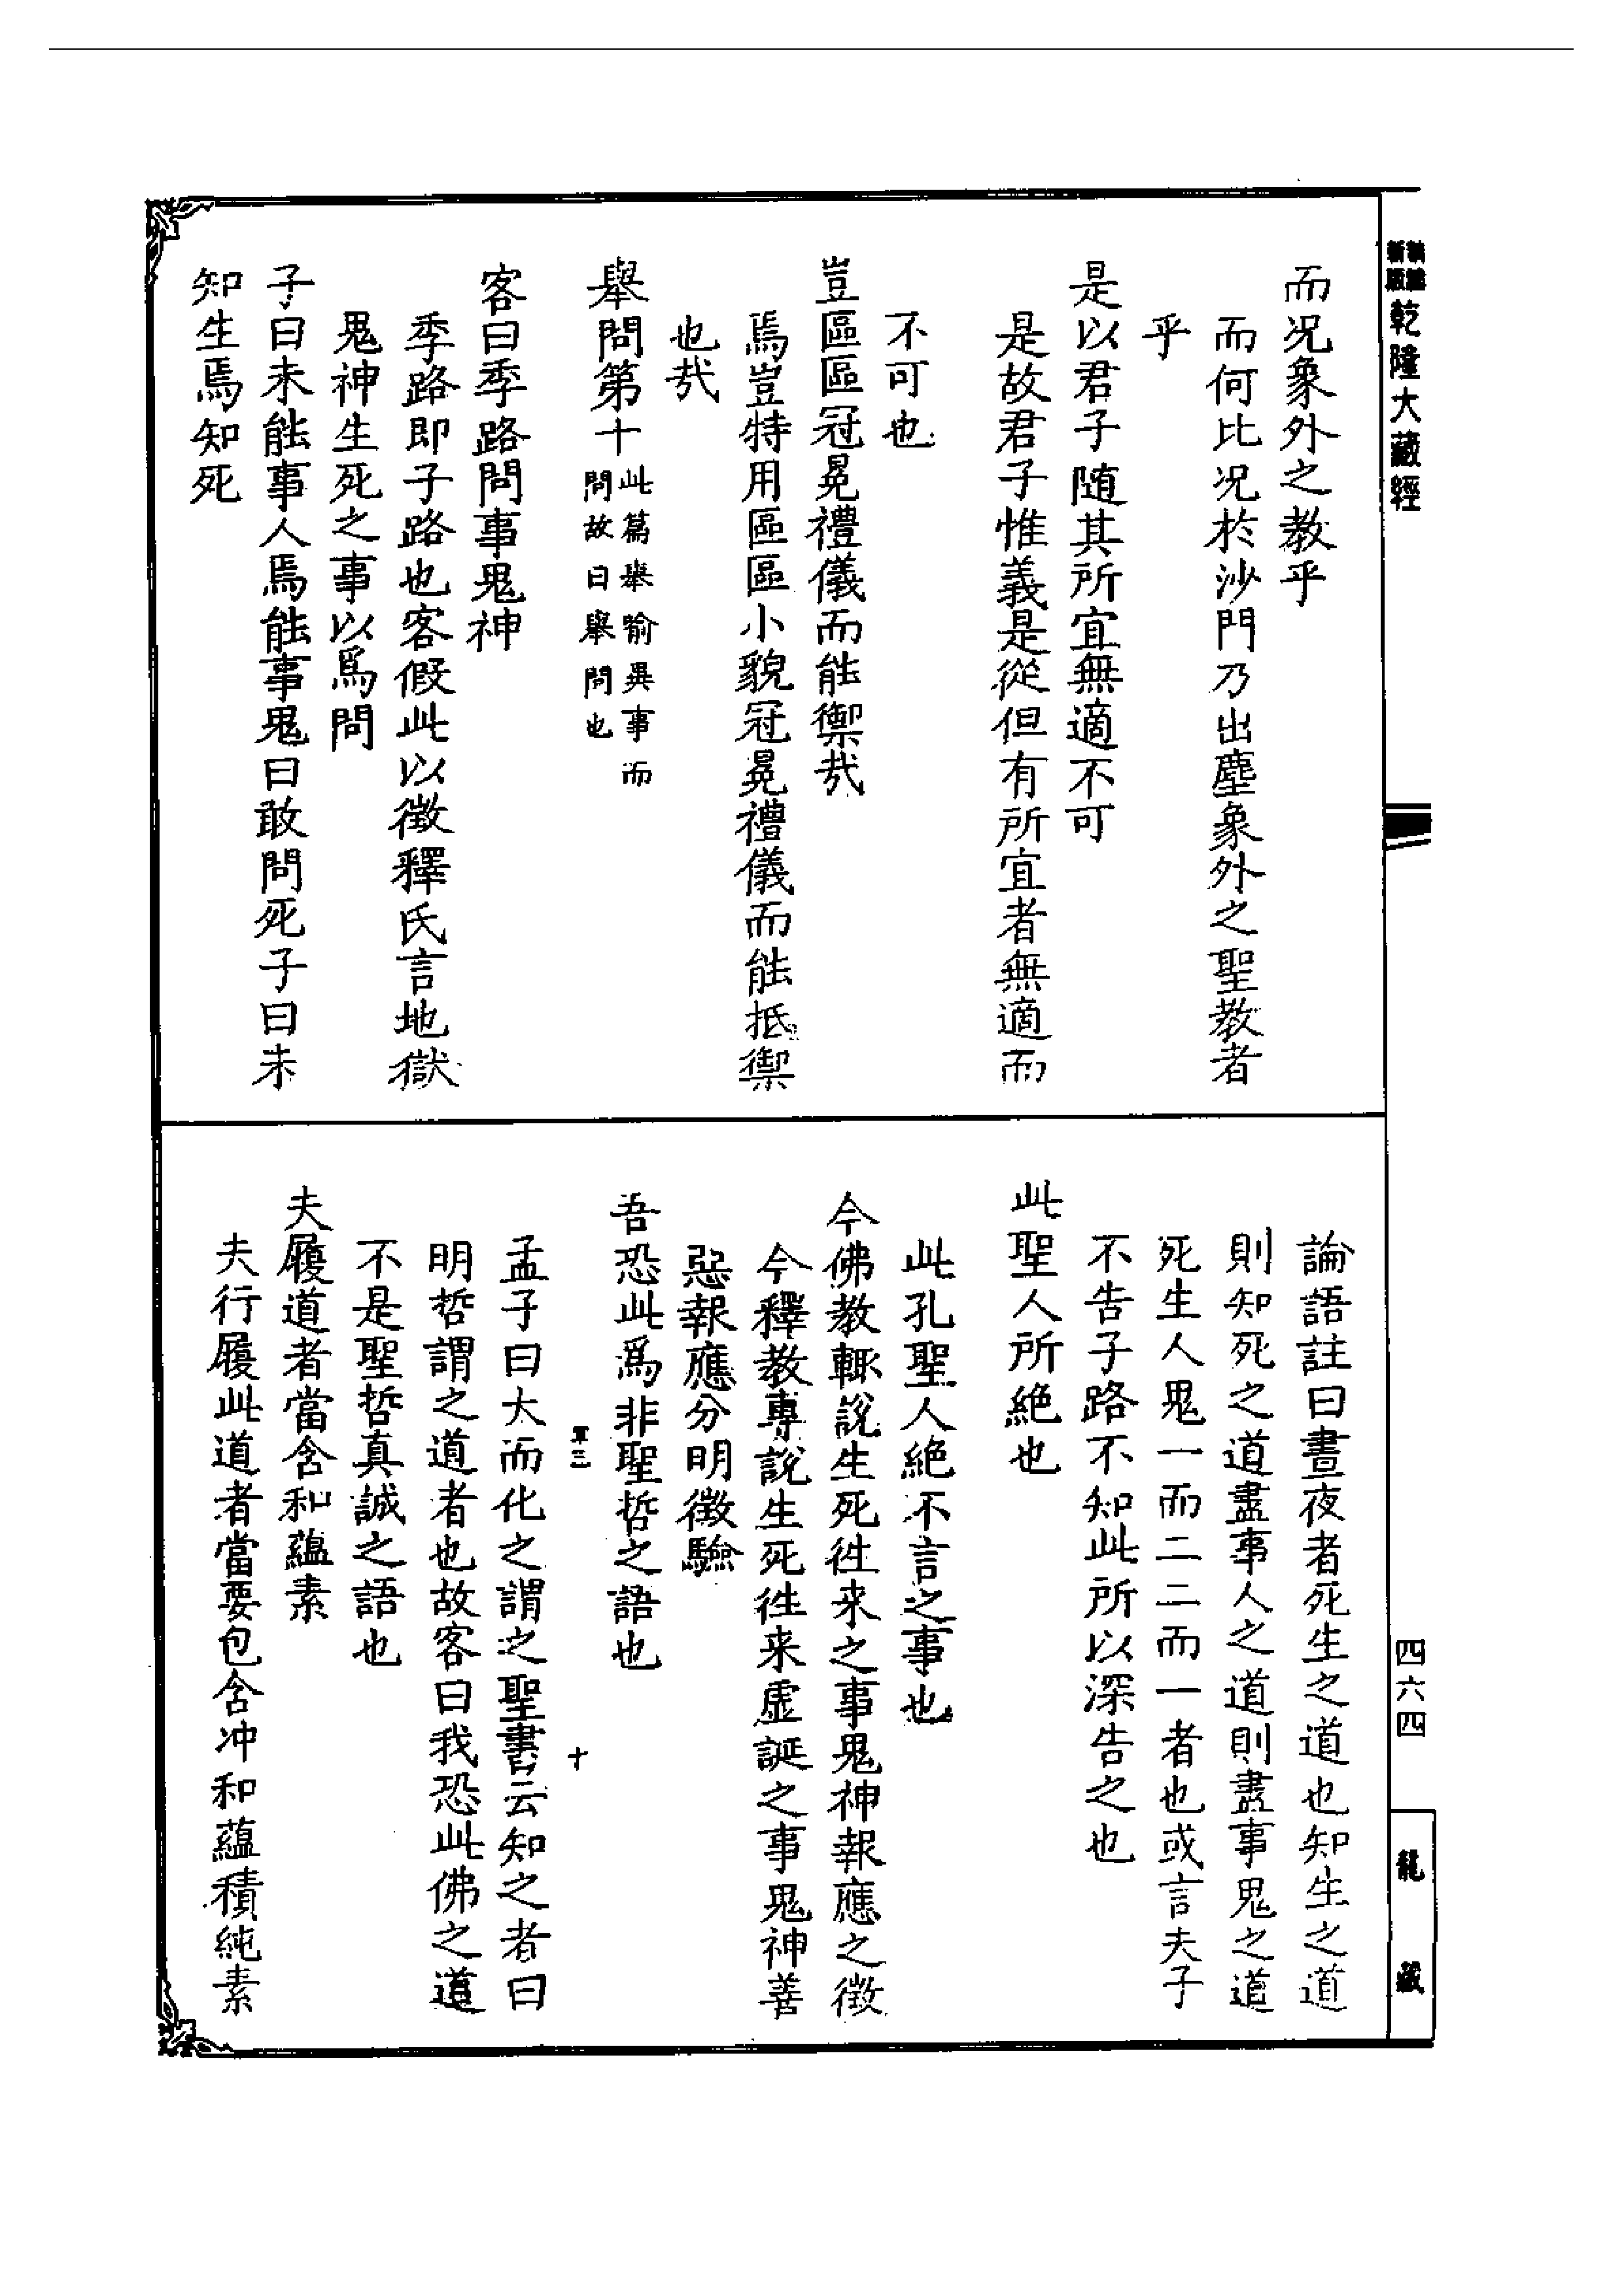 新版
乾隆大藏經
而况象外之教乎
而何比况於沙門乃出塵象外之聖教者
乎
是以君子随其所宜無適不可
是故君子惟義是從但有所宜者無適而
不可也
豈區區冠冕禮儀而能禦㢤
焉豈特用區區小貌冠冕禮儀而能抵禦
也㢤
舉問第十此篇舉喻異事而
問故曰舉問也
客曰季路問事鬼神
季路即子路也客假此以徵釋氏言地獄
鬼神生死之事以爲問
子曰未能事人焉能事鬼曰敢問死子曰未
知生焉知死
論語註曰晝夜者死生之道也知生之道
則知死之道盡事人之道則盡事鬼之道
死生人鬼一而二二而一者也或言夫子
不告子路不知此所以深告之也
此聖人所絶也
此孔聖人絶不言之事也
今佛教輙說生死徃来之事鬼神報應之徵
今釋教專說生死徃来虛誕之事鬼神善
惡報應分明徵驗
吾恐此爲非聖哲之語也
十
孟子曰大而化之謂之聖書云知之者曰
明哲謂之道者也故客曰我恐此佛之道
不是聖哲真誠之語也
夫履道者當含和藴素
夫行履此道者當要包含冲和藴積純素
四六四
龍藏